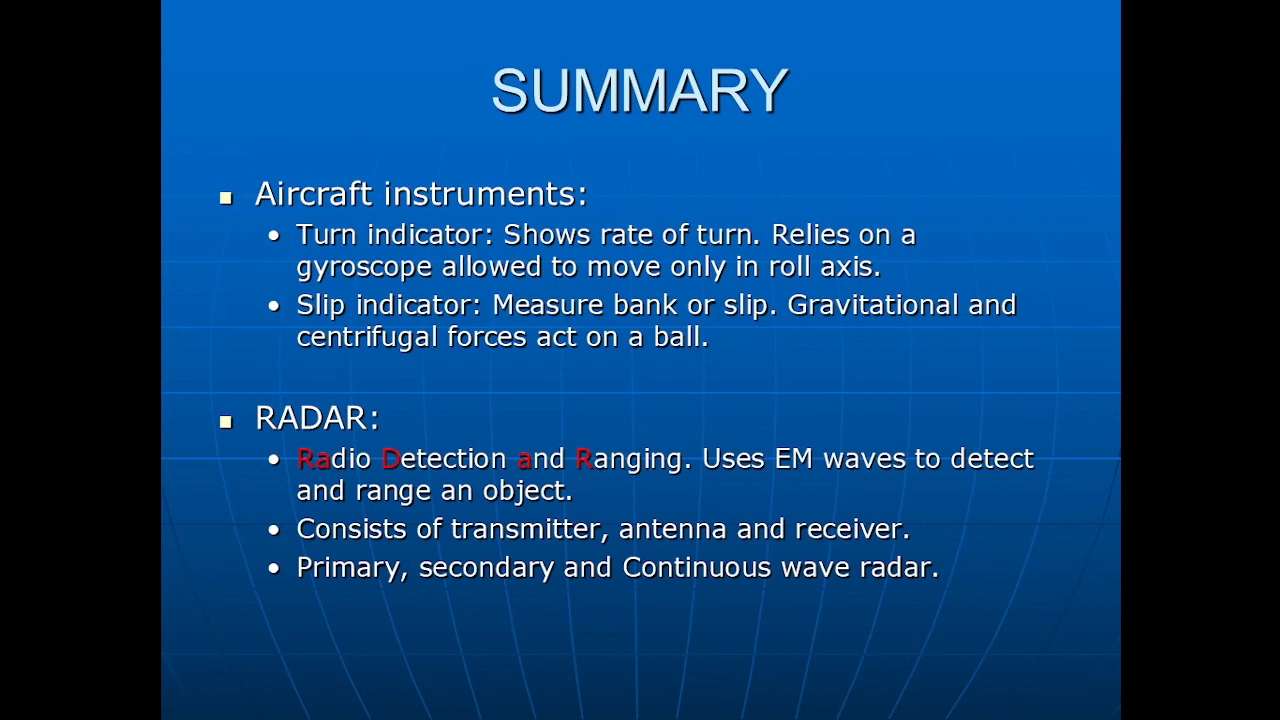 SUMMARY
Aircraft instruments:
Turn indicator: Shows rate of turn. Relies on a
gyroscope allowed to move only in roll axis.
Slip indicator: Measure bank or slip. Gravitational and
centrifugal forces act on a ball.
RADAR:
Radio Detection and Ranging. Uses EM waves to detect
and range an object.
Consists of transmitter, antenna and receiver.
Primary, secondary and Continuous wave radar.